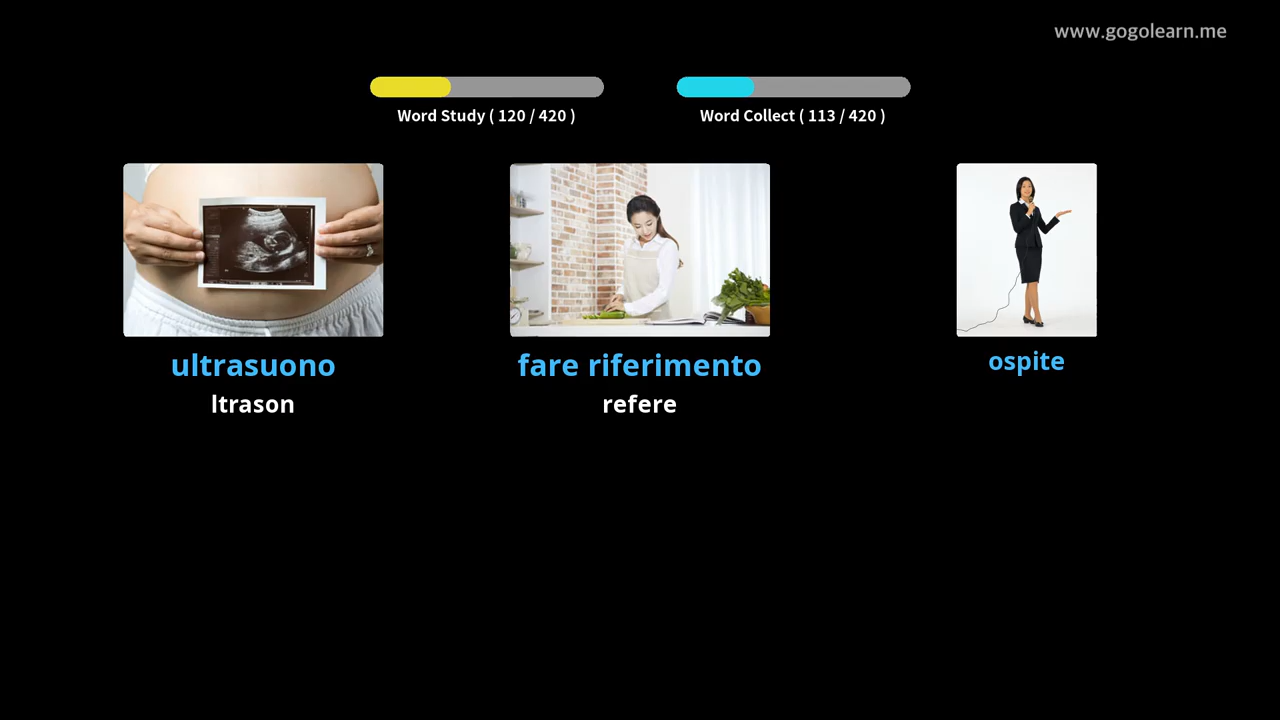 www.gogolearn.me
Word Study ( 120 / 420 )
Word Collect ( 113 / 420 )
ultrasuono
fare riferimento
ospite
ltrason
refere